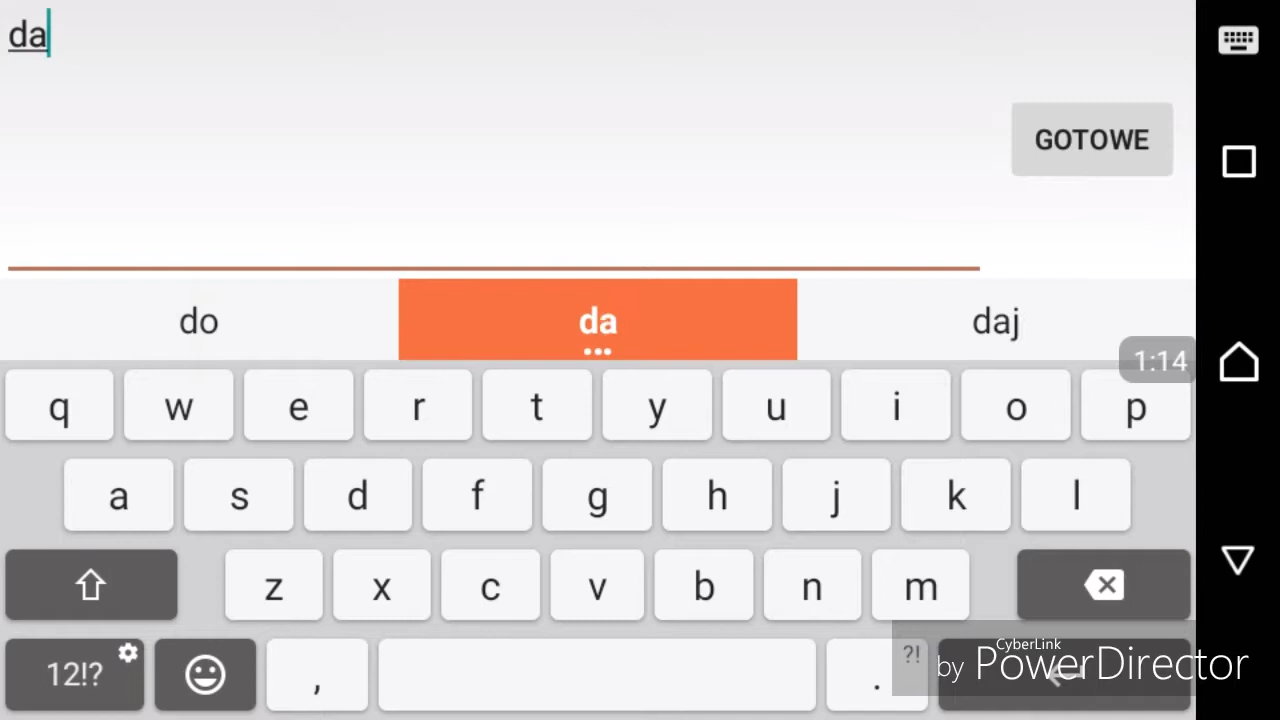 da
GOTOWE
do da daj
1:14
q w e r t y u i o p
a s d f g h j k l
z x c v b n m
12!? , . ?!
CyberLink
by PowerDirector